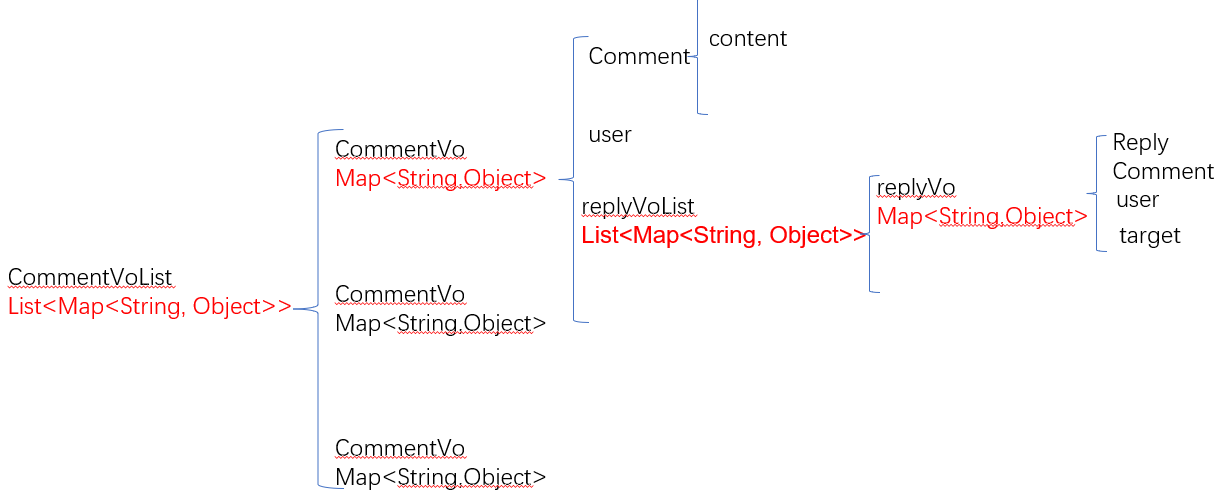 CommentVoList
List<Map<String, Object>>
CommentVo
Map<String,Object>
CommentVo
Map<String,Object>
CommentVo
Map<String,Object>
Comment
content
user
replyVoList
List<Map<String, Object>>
replyVo
Map<String,Object>
Reply
Comment
user
target